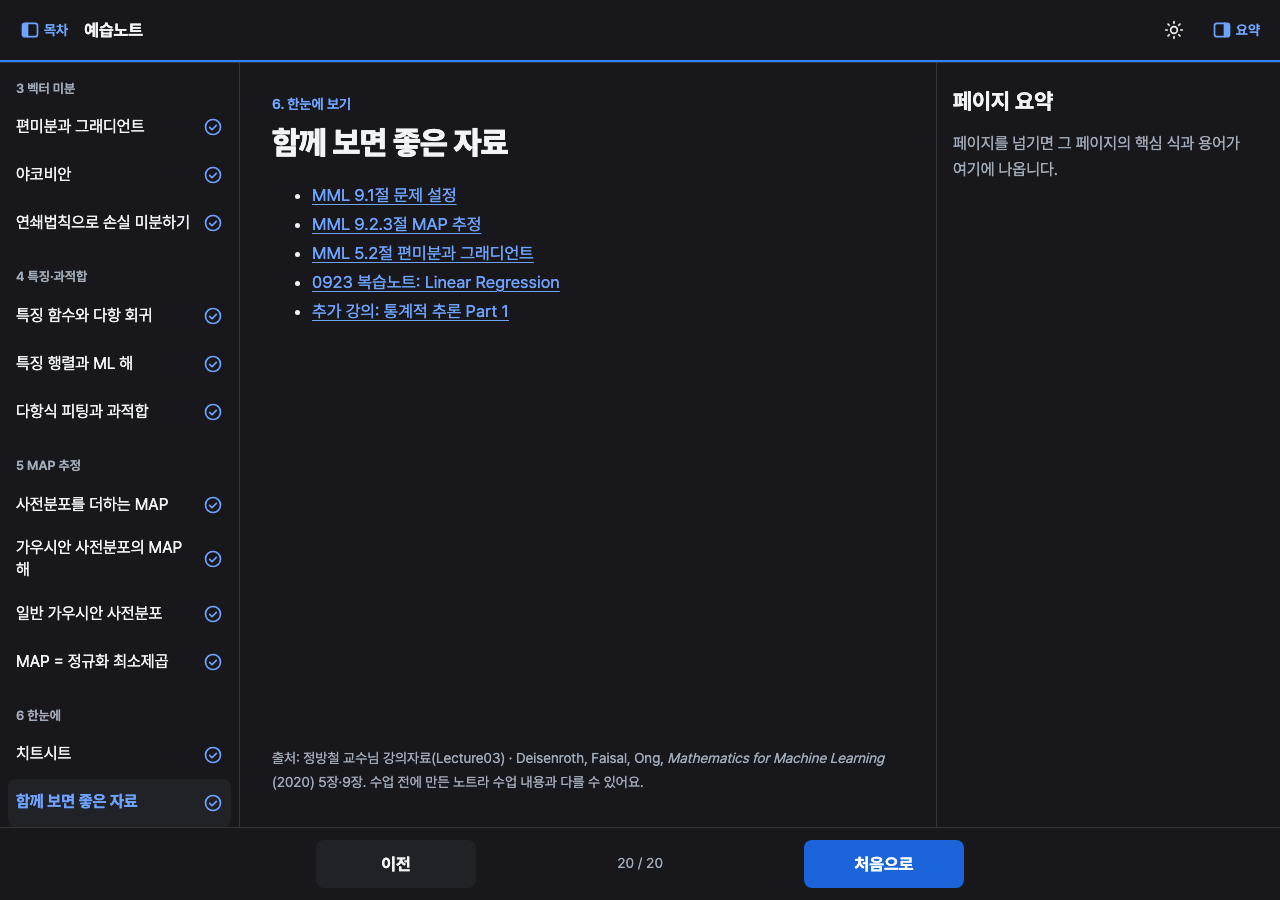 목차
예습노트
요약
3 벡터 미분
편미분과 그래디언트
야코비안
연쇄법칙으로 손실 미분하기
4 특징·과적합
특징 함수와 다항 회귀
특징 행렬과 ML 해
다항식 피팅과 과적합
5 MAP 추정
사전분포를 더하는 MAP
가우시안 사전분포의 MAP
해
일반 가우시안 사전분포
MAP = 정규화 최소제곱
6 한눈에
치트시트
함께 보면 좋은 자료
6. 한눈에 보기
함께 보면 좋은 자료
MML 9.1절 문제 설정
MML 9.2.3절 MAP 추정
MML 5.2절 편미분과 그래디언트
0923 복습노트: Linear Regression
추가 강의: 통계적 추론 Part 1
출처: 정방철 교수님 강의자료(Lecture03) · Deisenroth, Faisal, Ong, Mathematics for Machine Learning
(2020) 5장·9장. 수업 전에 만든 노트라 수업 내용과 다를 수 있어요.
페이지 요약
페이지를 넘기면 그 페이지의 핵심 식과 용어가
여기에 나옵니다.
이전
20 / 20
처음으로